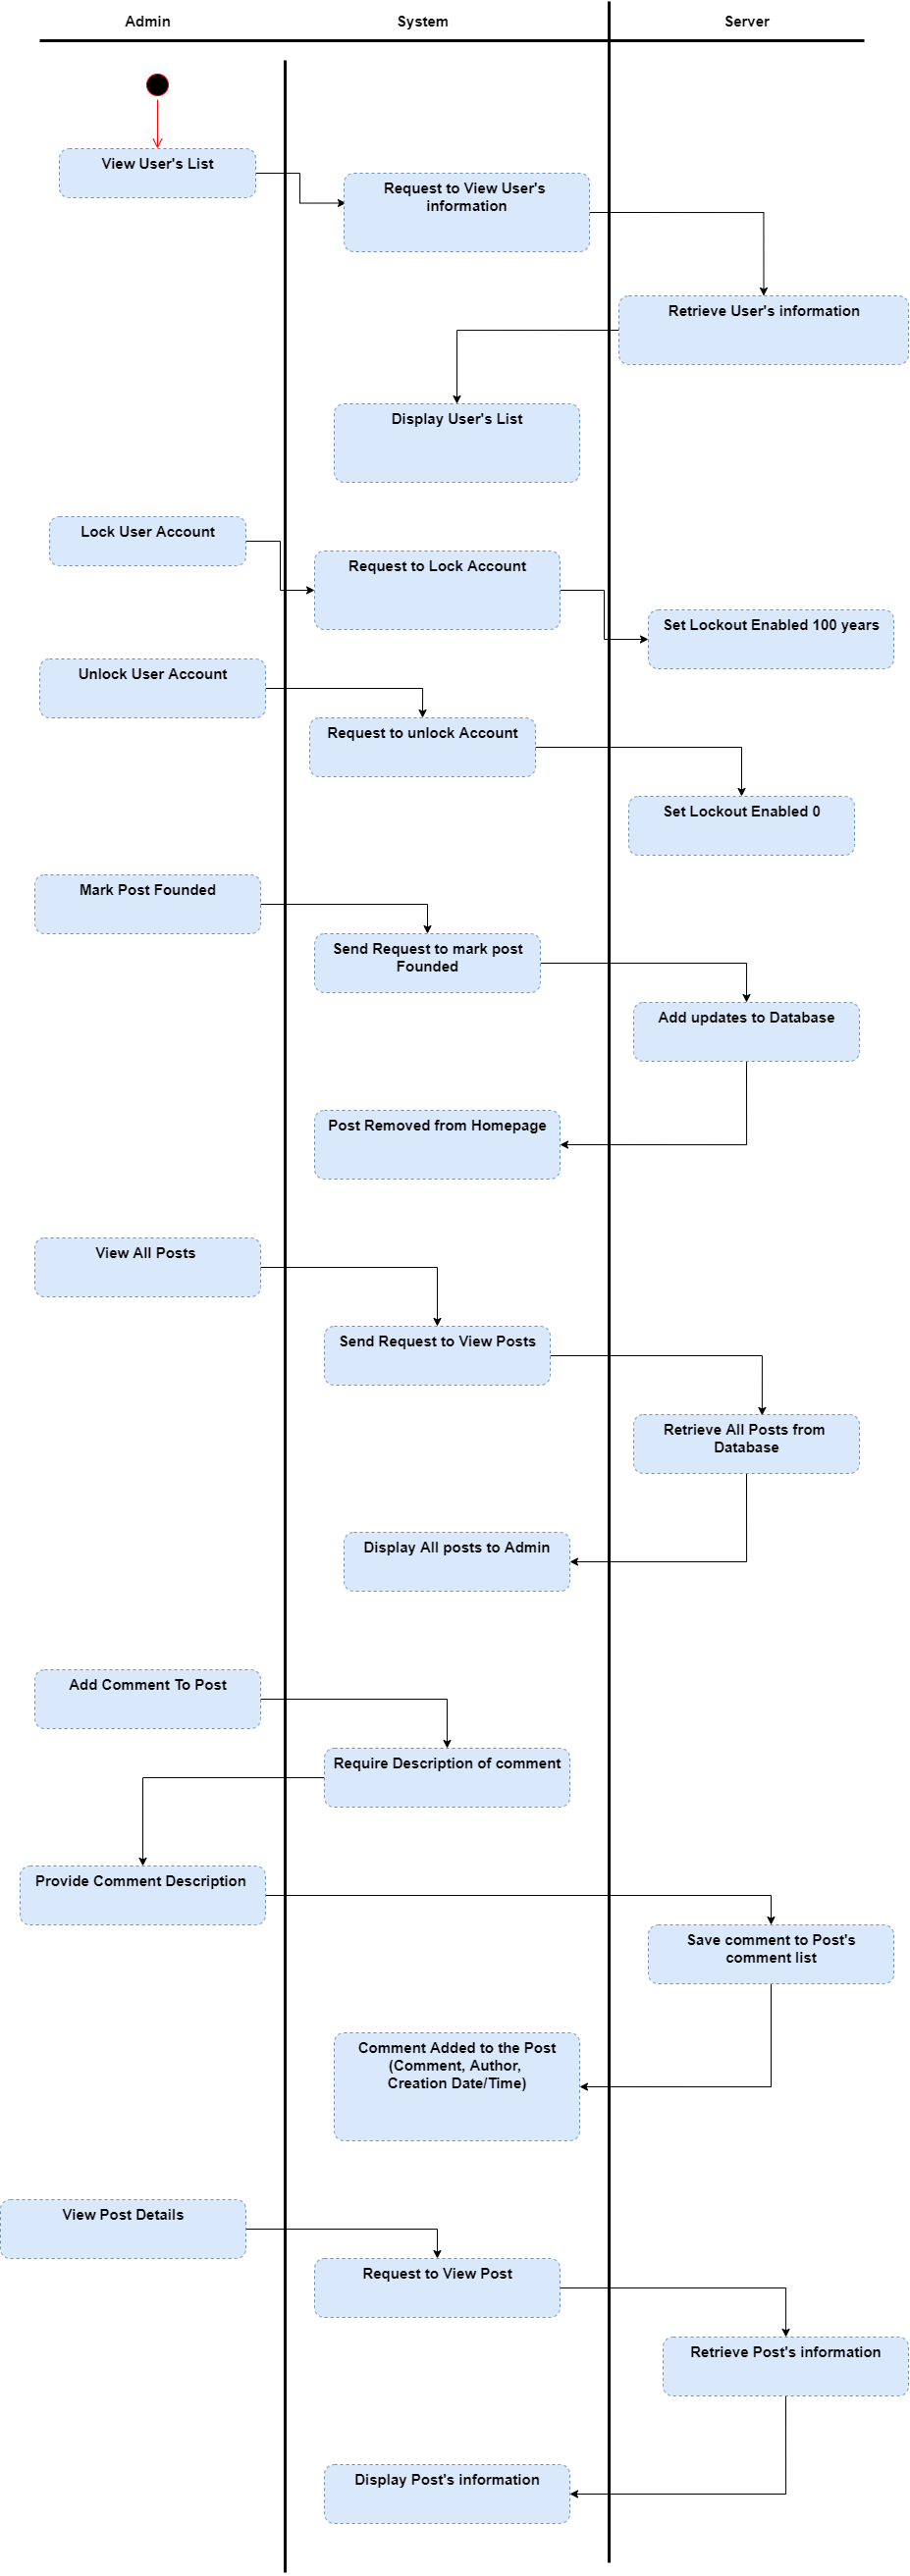 Admin
System
Server
View User's List
Request to View User's
information
Retrieve User's information
Display User's List
Lock User Account
Request to Lock Account
Set Lockout Enabled 100 years
Unlock User Account
Request to unlock Account
Set Lockout Enabled 0
Mark Post Founded
Send Request to mark post
Founded
Add updates to Database
Post Removed from Homepage
View All Posts
Send Request to View Posts
Retrieve All Posts from
Database
Display All posts to Admin
Add Comment To Post
Require Description of comment
Provide Comment Description
Save comment to Post's
comment list
Comment Added to the Post
(Comment, Author,
Creation Date/Time)
View Post Details
Request to View Post
Retrieve Post's information
Display Post's information